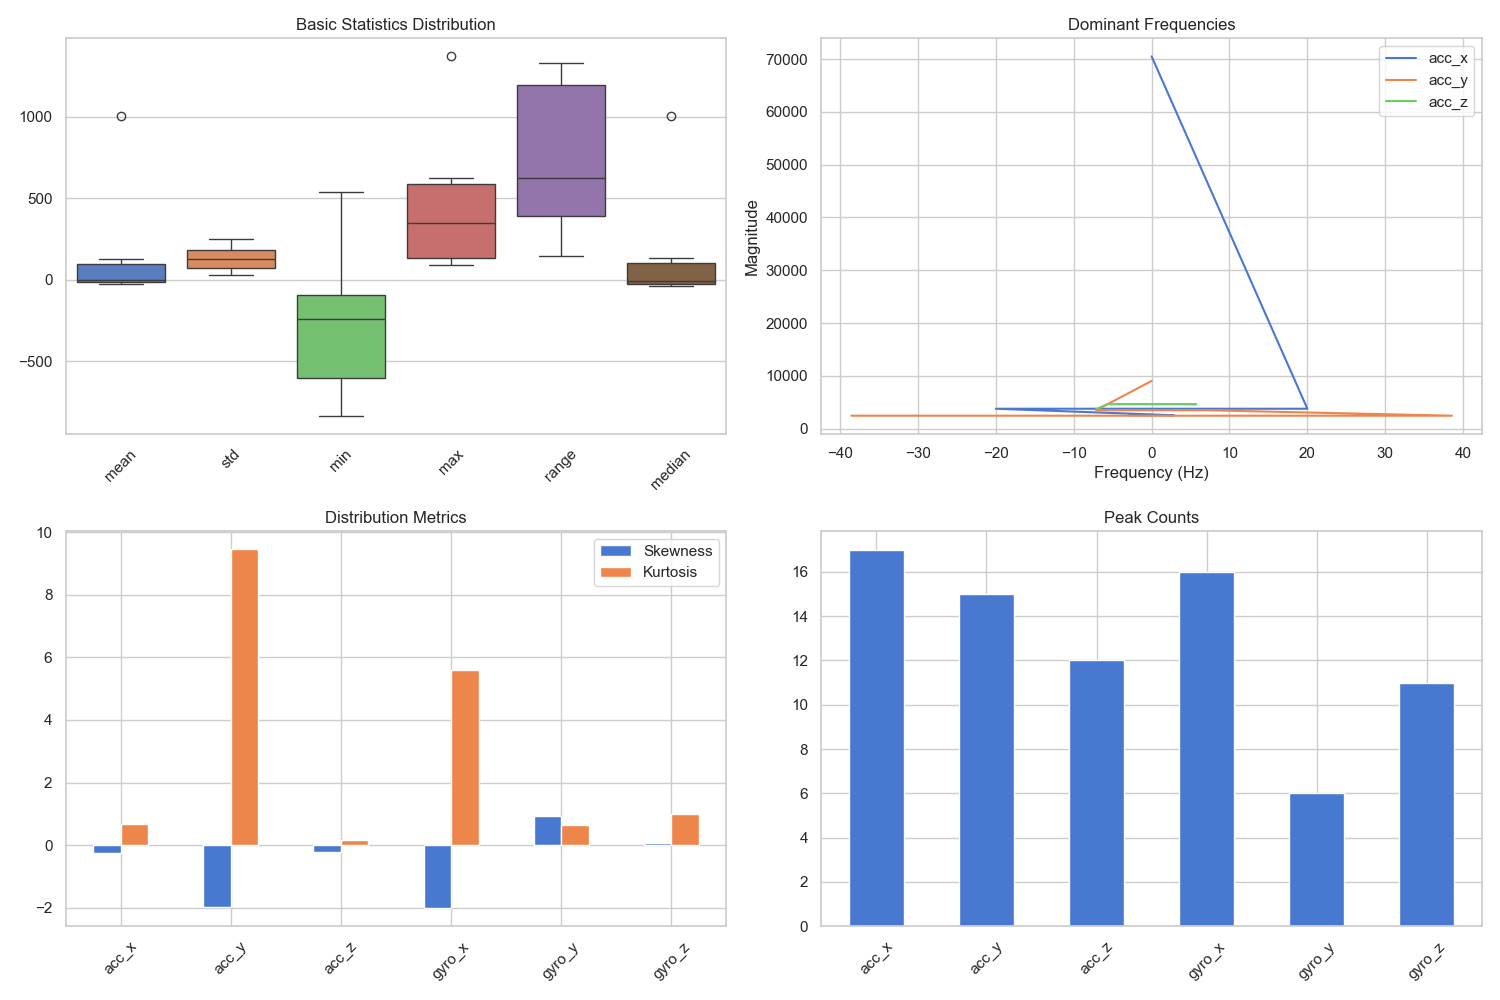 Basic Statistics Distribution
1000
500
0
−500
mean
std
min
max
range
median
Dominant Frequencies
acc_x
acc_y
acc_z
Magnitude
70000
60000
50000
40000
30000
20000
10000
0
−40
−30
−20
−10
0
10
20
30
40
Frequency (Hz)
Distribution Metrics
Skewness
Kurtosis
10
8
6
4
2
0
−2
acc_x
acc_y
acc_z
gyro_x
gyro_y
gyro_z
Peak Counts
16
14
12
10
8
6
4
2
0
acc_x
acc_y
acc_z
gyro_x
gyro_y
gyro_z